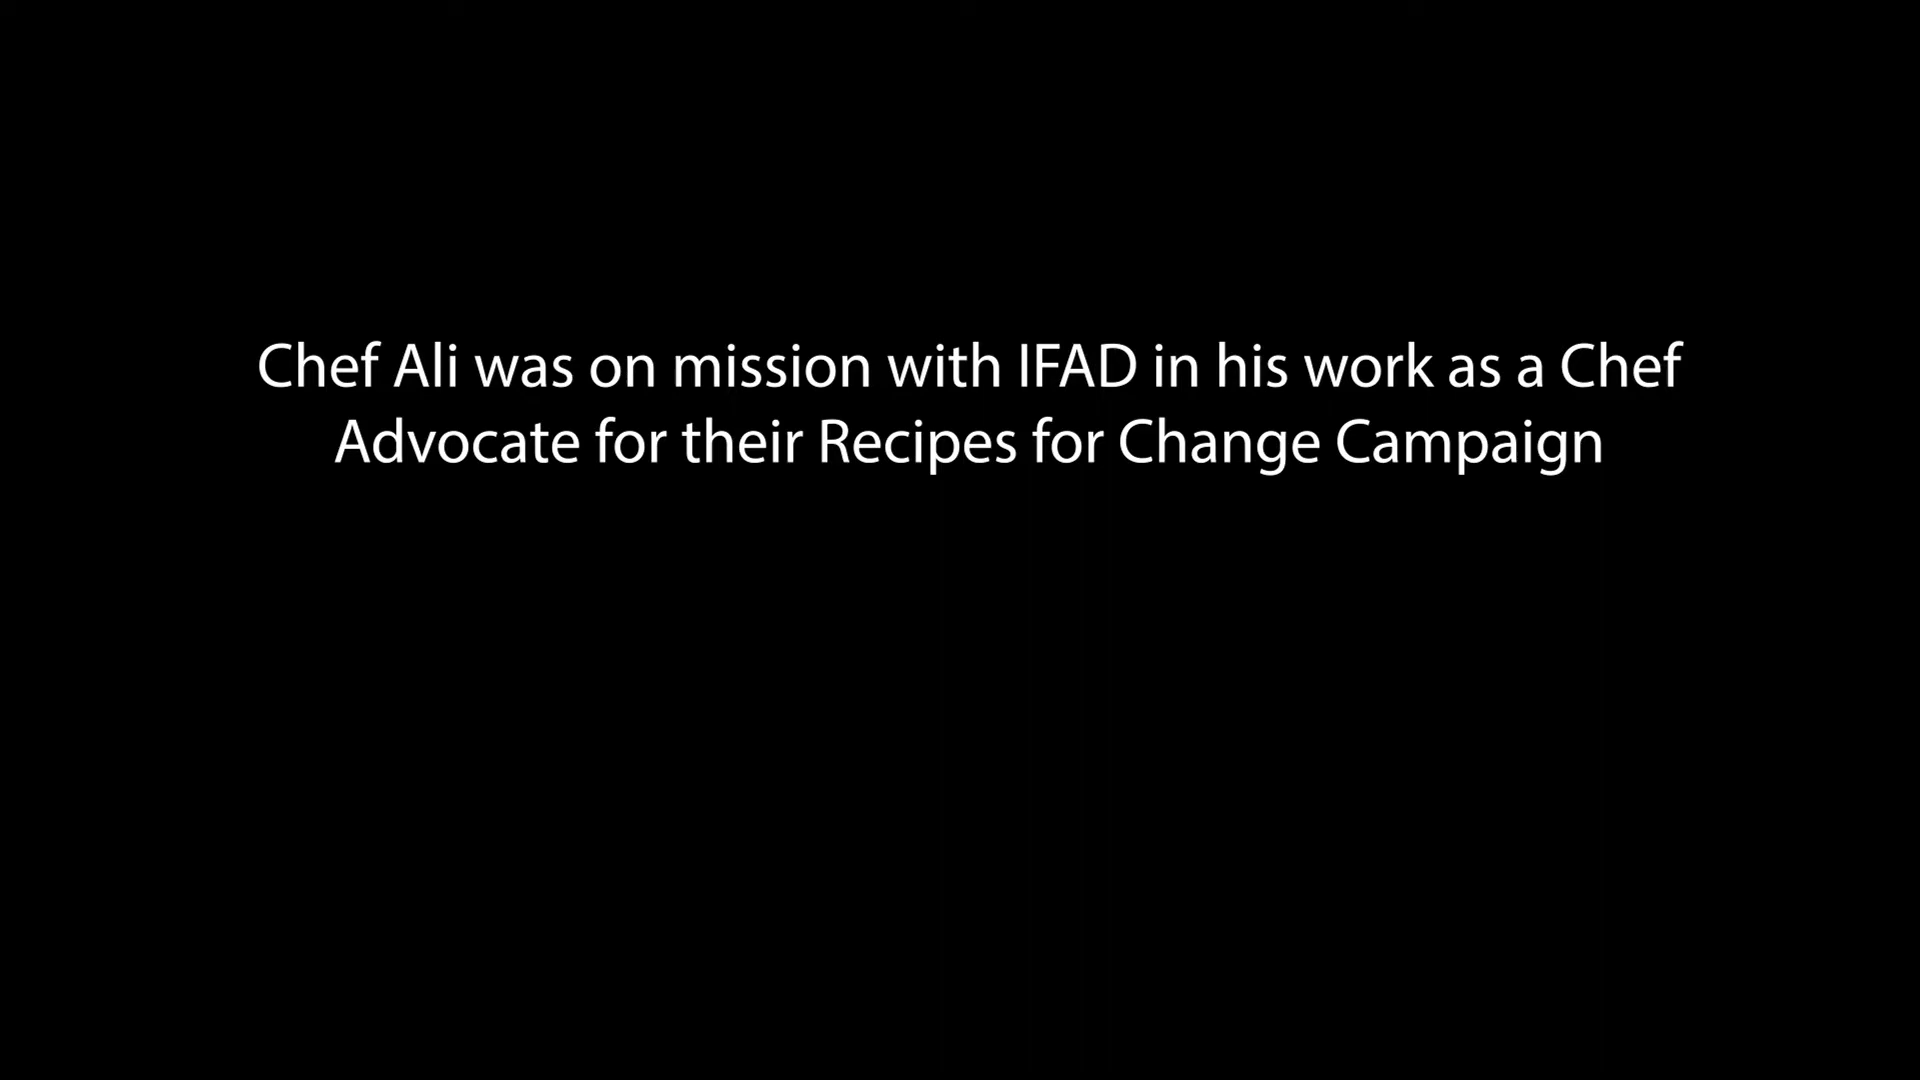 Chef Ali was on mission with IFAD in his work as a Chef
Advocate for their Recipes for Change Campaign